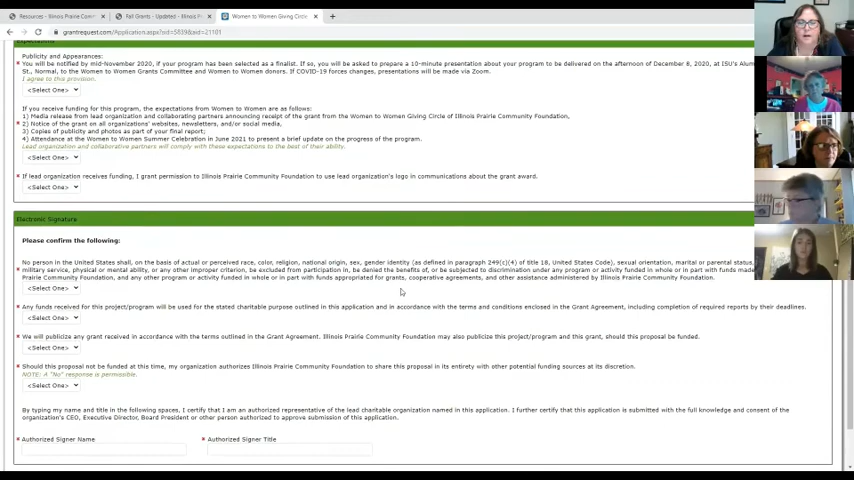 Resources - Illinois Prairie Comm
Fall Grants - Updated - Illinois P
Women to Women Giving Circle
grantrequest.com/Application.aspx?oid=5839&aid=21101
Expectations
Publicity and Appearances:
* You will be notified by mid-November 2020, if your program has been selected as a finalist. If so, you will be asked to prepare a 10-minute presentation about your program to be delivered on the afternoon of December 8, 2020, at ISU's Alum
St., Normal, to the Women to Women Grants Committee and Women to Women donors. If COVID-19 forces changes, presentations will be made via Zoom.
I agree to this provision.
<Select One>
If you receive funding for this program, the expectations from Women to Women are as follows:
1) Media release from lead organization and collaborating partners announcing receipt of the grant from the Women to Women Giving Circle of Illinois Prairie Community Foundation,
* 2) Notice of the grant on all organizations' websites, newsletters, and/or social media,
3) Copies of publicity and photos as part of your final report;
4) Attendance at the Women to Women Summer Celebration in June 2021 to present a brief update on the progress of the program.
Lead organization and collaborative partners will comply with these expectations to the best of their ability.
<Select One>
* If lead organization receives funding, I grant permission to Illinois Prairie Community Foundation to use lead organization's logo in communications about the grant award.
<Select One>
Electronic Signature
Please confirm the following:
No person in the United States shall, on the basis of actual or perceived race, color, religion, national origin, sex, gender identity (as defined in paragraph 249(c)(4) of title 18, United States Code), sexual orientation, marital or parental status,
* military service, physical or mental ability, or any other improper criterion, be excluded from participation in, be denied the benefits of, or be subjected to discrimination under any program or activity funded in whole or in part with funds made
Prairie Community Foundation, and any other program or activity funded in whole or in part with funds appropriated for grants, cooperative agreements, and other assistance administered by Illinois Prairie Community Foundation.
<Select One>
* Any funds received for this project/program will be used for the stated charitable purpose outlined in this application and in accordance with the terms and conditions enclosed in the Grant Agreement, including completion of required reports by their deadlines.
<Select One>
* We will publicize any grant received in accordance with the terms outlined in the Grant Agreement. Illinois Prairie Community Foundation may also publicize this project/program and this grant, should this proposal be funded.
<Select One>
* Should this proposal not be funded at this time, my organization authorizes Illinois Prairie Community Foundation to share this proposal in its entirety with other potential funding sources at its discretion.
NOTE: A "No" response is permissible.
<Select One>
By typing my name and title in the following spaces, I certify that I am an authorized representative of the lead charitable organization named in this application. I further certify that this application is submitted with the full knowledge and consent of the
organization's CEO, Executive Director, Board President or other person authorized to approve submission of this application.
* Authorized Signer Name * Authorized Signer Title